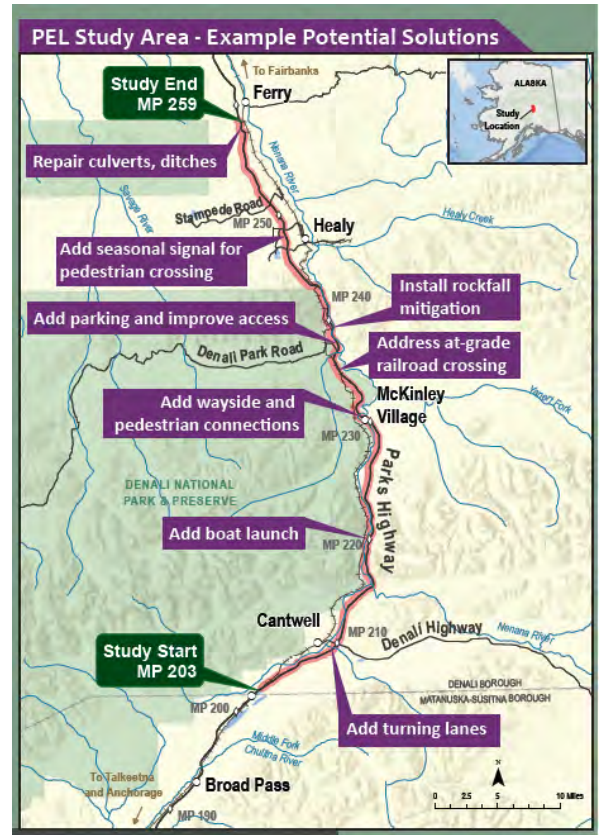 PEL Study Area - Example Potential Solutions
To Fairbanks
ALASKA
Study
Location
Study End
MP 259
Ferry
Repair culverts, ditches
Nenana River
Savage River
Stampede Road
MP 250
Healy
Healy Creek
Add seasonal signal for
pedestrian crossing
MP 240
Install rockfall
mitigation
Add parking and improve access
Denali Park Road
Address at-grade
railroad crossing
McKinley
Village
Yanert Fork
Add wayside and
pedestrian connections
MP 230
Parks Highway
DENALI NATIONAL
PARK & PRESERVE
Add boat launch
MP 220
Cantwell
MP 210
Denali Highway
Nenana River
Study Start
MP 203
DENALI BOROUGH
MATANUSKA-SUSITNA BOROUGH
MP 200
Add turning lanes
Middle Fork
Chulitna River
To Talkeetna
and Anchorage
Broad Pass
MP 190
N
0 2.5 5 10 Miles